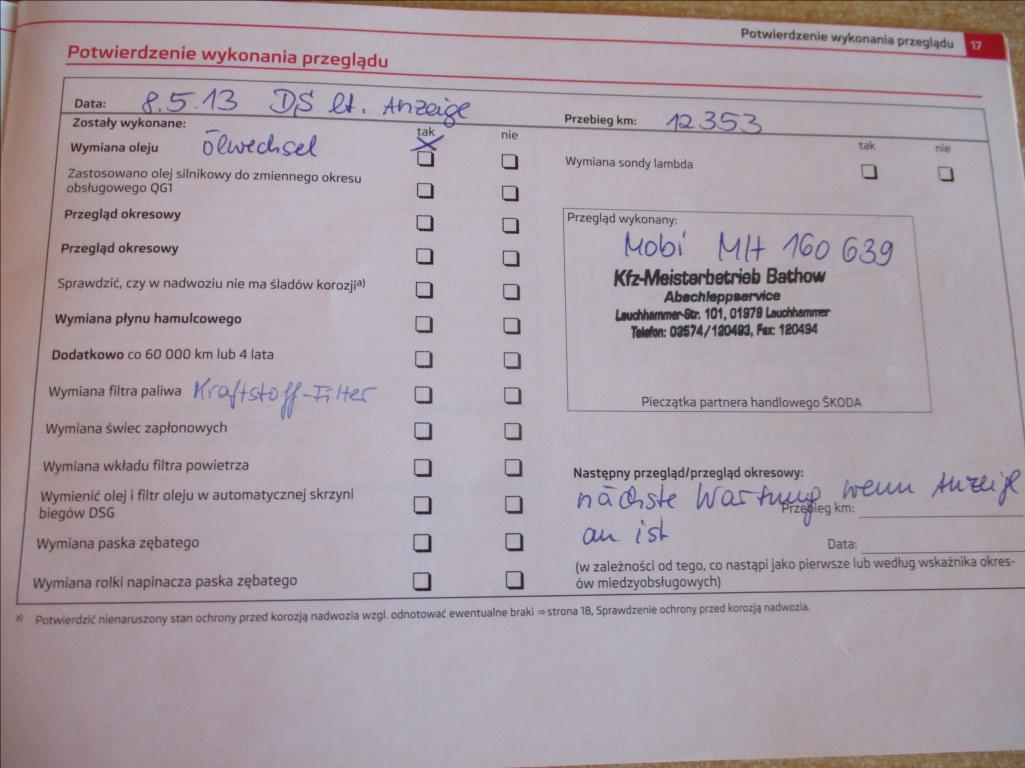 Potwierdzenie wykonania przeglądu 17
Potwierdzenie wykonania przeglądu
Data: 8.5.13 DS lt. Anzeige
Przebieg km: 12353
Zostały wykonane:
tak nie
Wymiana oleju Ölwechsel
Zastosowano olej silnikowy do zmiennego okresu
obsługowego QG1
Przegląd okresowy
Przegląd okresowy
Sprawdzić, czy w nadwoziu nie ma śladów korozjiᵃ⁾
Wymiana płynu hamulcowego
Dodatkowo co 60 000 km lub 4 lata
Wymiana filtra paliwa Kraftstoff-Filter
Wymiana świec zapłonowych
Wymiana wkładu filtra powietrza
Wymienić olej i filtr oleju w automatycznej skrzyni
biegów DSG
Wymiana paska zębatego
Wymiana rolki napinacza paska zębatego
tak nie
Wymiana sondy lambda
Przegląd wykonany:
Mobi MH 160 639
Kfz-Meisterbetrieb Bathow
Abschleppservice
Lauchhammer-Str. 101, 01979 Lauchhammer
Telefon: 03574/120493, Fax: 120494
Pieczątka partnera handlowego ŠKODA
Następny przegląd/przegląd okresowy:
nächste Wartung wenn Anzeige
Przebieg km:
an ist
Data:
(w zależności od tego, co nastąpi jako pierwsze lub według wskaźnika okres-
ów miedzyobsługowych)
ᵃ⁾ Potwierdzić nienaruszony stan ochrony przed korozją nadwozia wzgl. odnotować ewentualne braki ⇒ strona 18, Sprawdzenie ochrony przed korozją nadwozia.